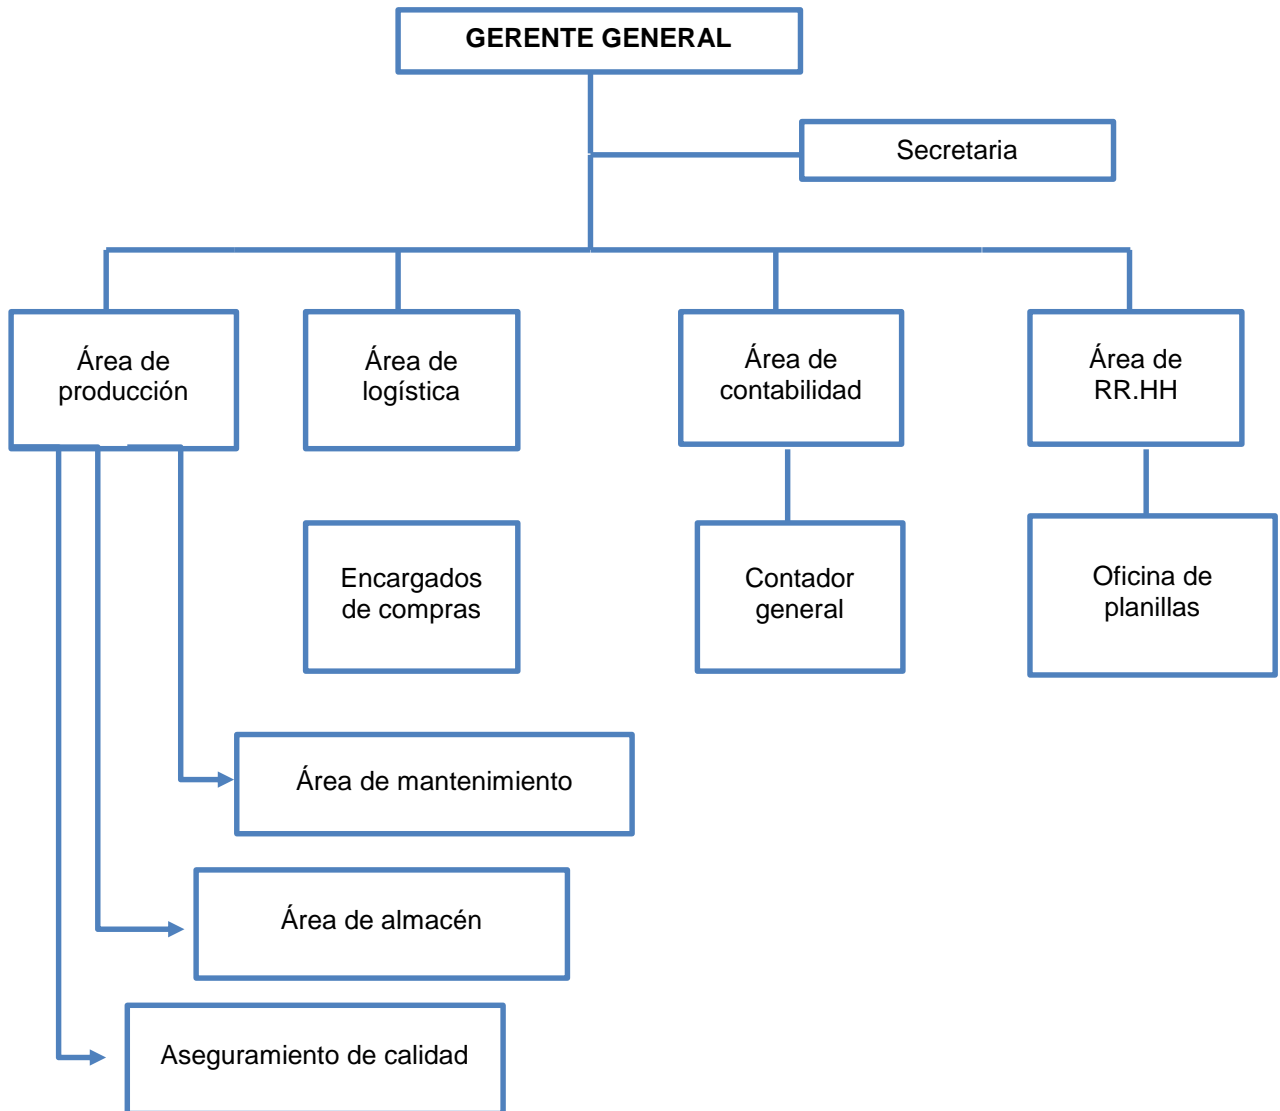 GERENTE GENERAL
Secretaria
Área de
producción
Área de
logística
Área de
contabilidad
Área de
RR.HH
Encargados
de compras
Contador
general
Oficina de
planillas
Área de mantenimiento
Área de almacén
Aseguramiento de calidad